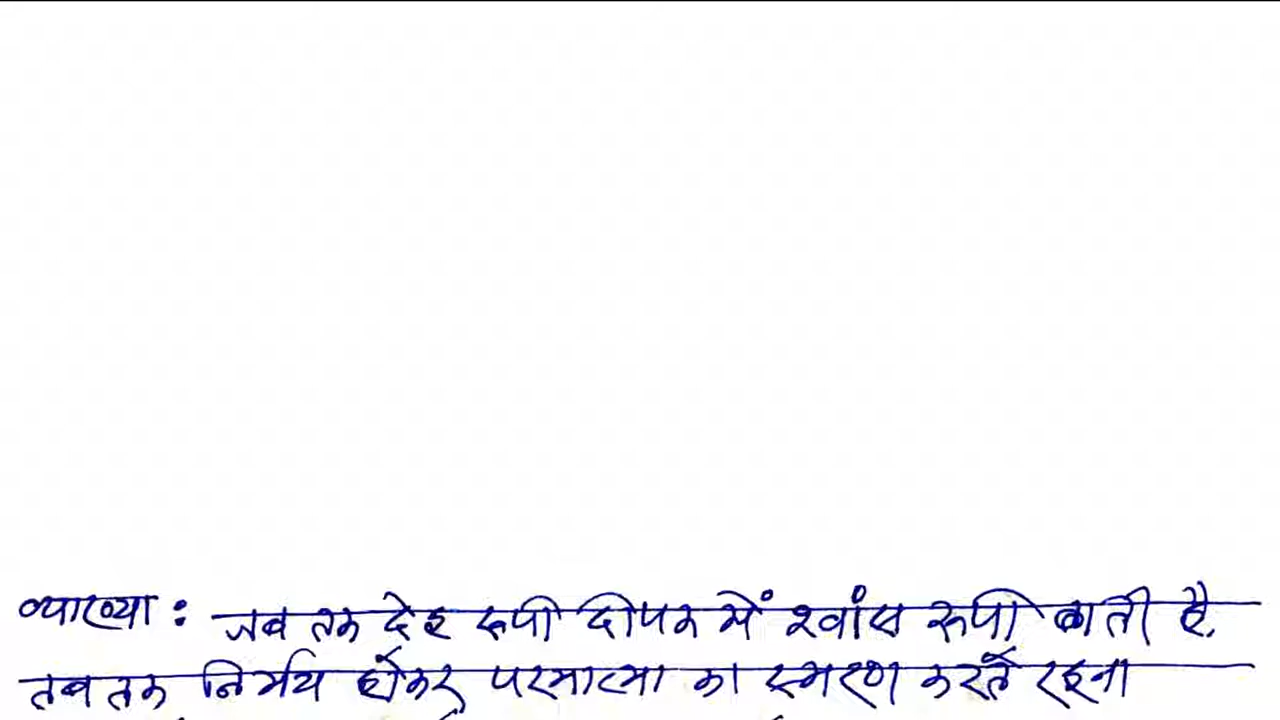 व्याख्या : जब तक देह रूपी दीपक में श्वांस रूपी बाती है,
तब तक निर्भय होकर परमात्मा का स्मरण करते रहना